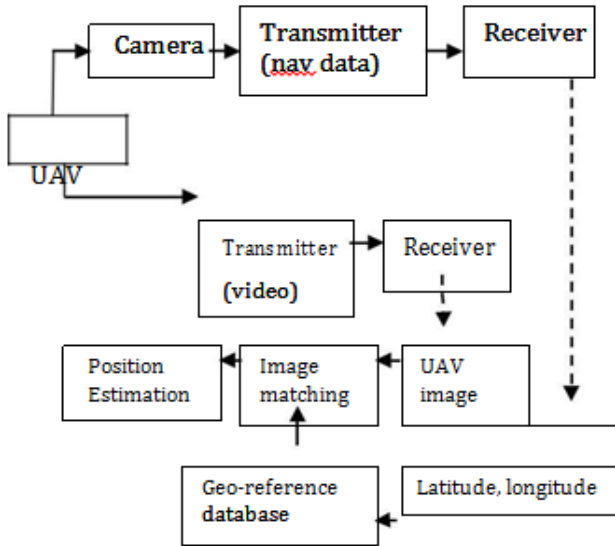 Camera
Transmitter
(nav data)
Receiver
UAV
Transmitter
(video)
Receiver
Position
Estimation
Image
matching
UAV
image
Geo-reference
database
Latitude, longitude